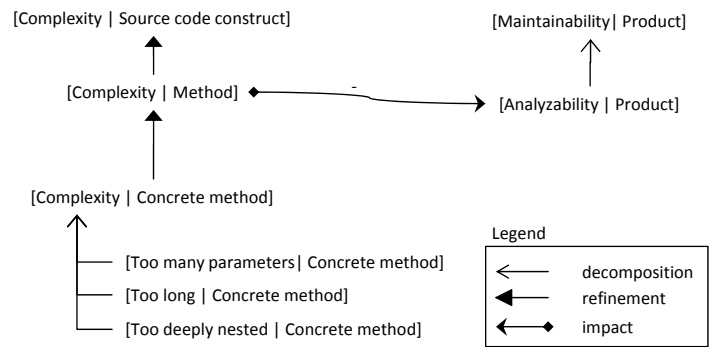 [Complexity | Source code construct]
[Maintainability| Product]
[Complexity | Method]
-
[Analyzability | Product]
[Complexity | Concrete method]
[Too many parameters| Concrete method]
[Too long | Concrete method]
[Too deeply nested | Concrete method]
Legend
decomposition
refinement
impact